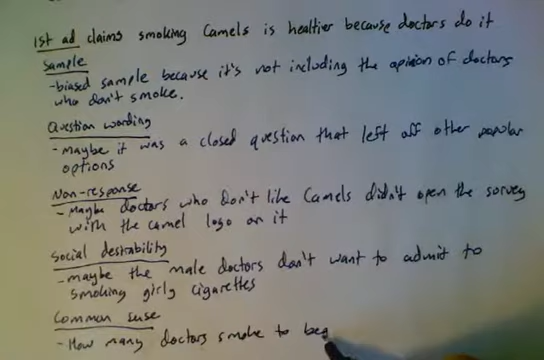 1st ad claims smoking Camels is healtier because doctors do it
Sample
-biased sample because it's not including the opinion of doctors
who don't smoke.
Question wording
-maybe it was a closed question that left off other popular
options
Non-response
-Maybe doctors who don't like Camels didn't open the survey
with the camel logo on it
Social desirability
-maybe the male doctors don't want to admit to
smoking girly cigarettes
Common sense
-How many doctors smoke to beg